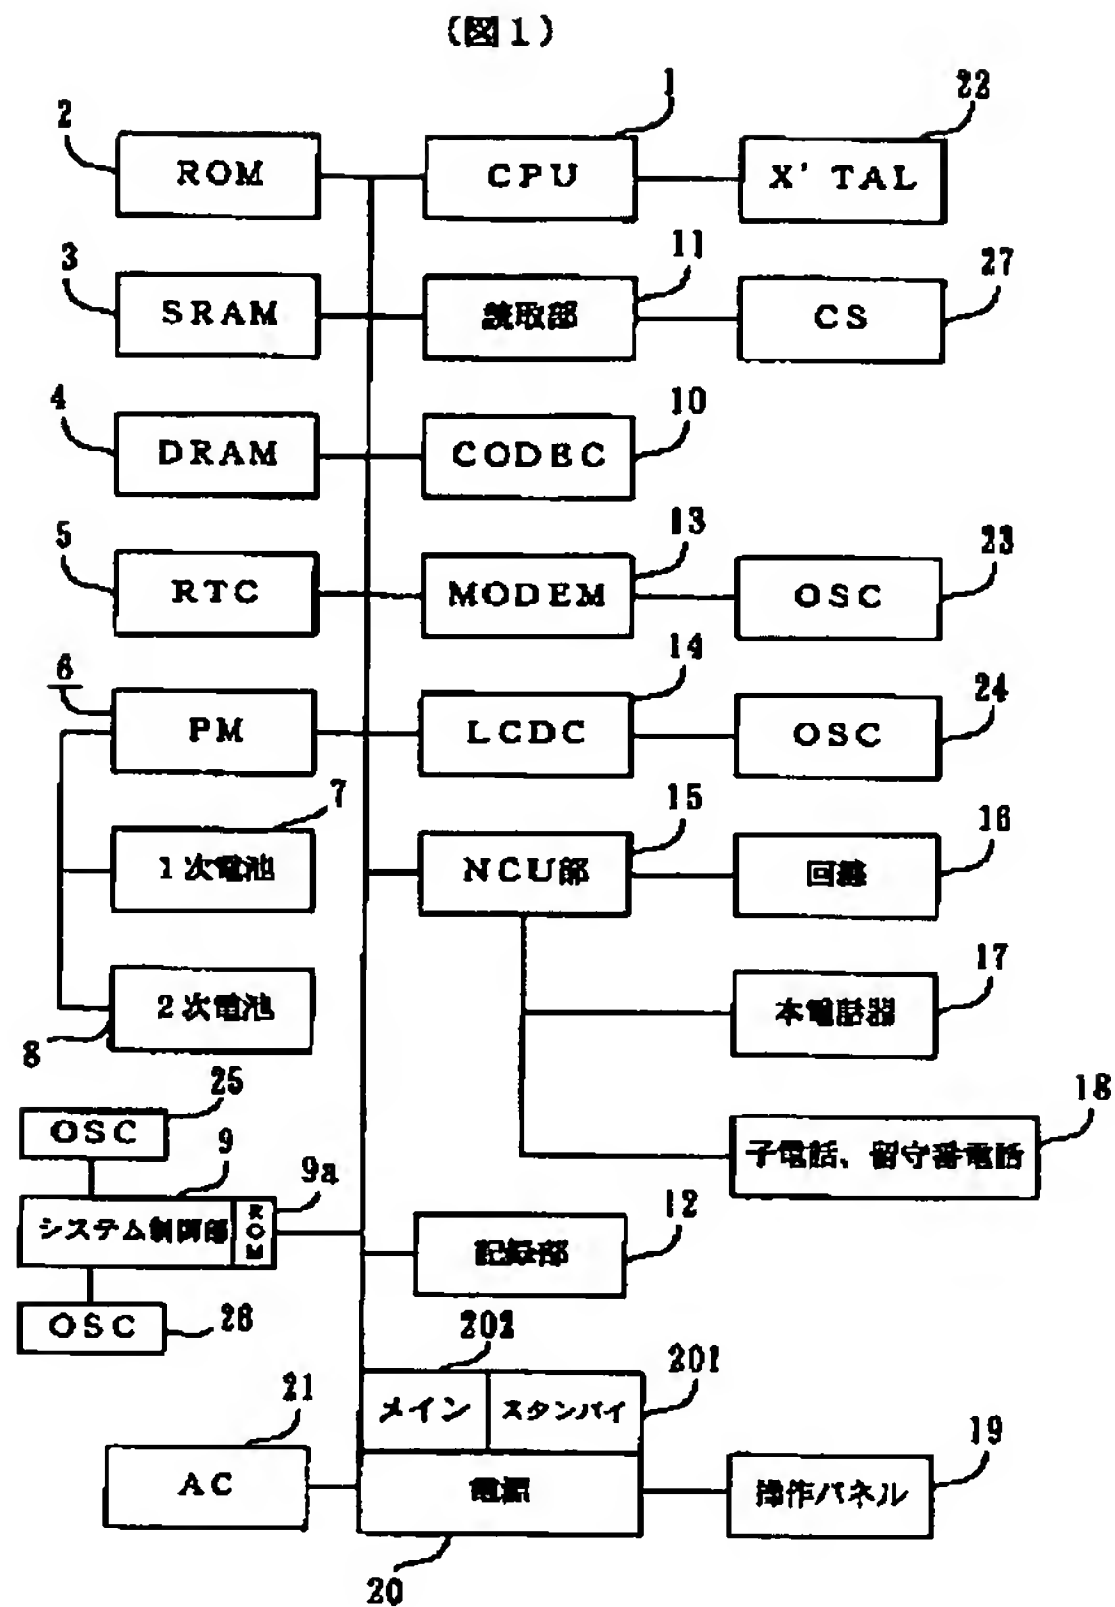 (図1)
1
22
2
ROM
CPU
X'TAL
3
11
27
SRAM
読取部
CS
4
10
DRAM
CODEC
5
13
23
RTC
MODEM
OSC
6
14
24
PM
LCDC
OSC
7
15
16
1次電池
NCU部
回線
17
2次電池
本電話器
8
25
18
OSC
9
9a
子電話、留守番電話
システム制御部
ROM
12
記録部
OSC
26
202
201
21
メイン
スタンバイ
19
AC
電源
操作パネル
20